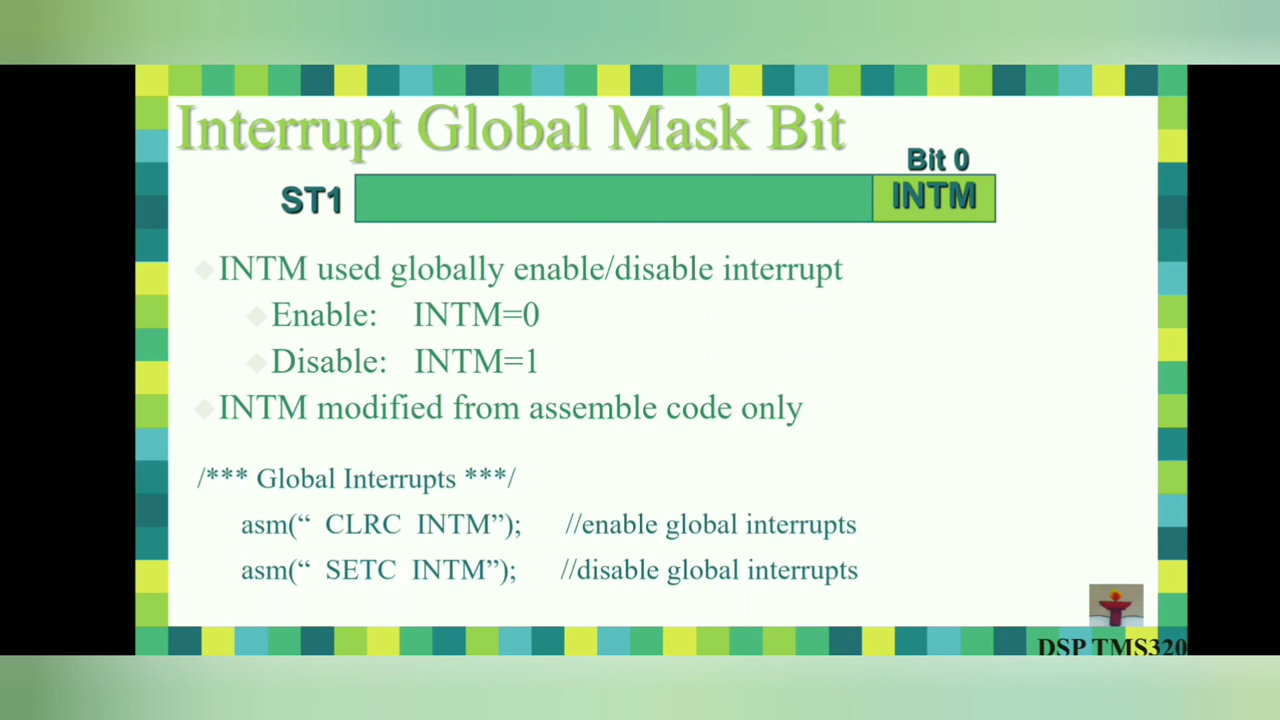 Interrupt Global Mask Bit
Bit 0
ST1 INTM
INTM used globally enable/disable interrupt
Enable: INTM=0
Disable: INTM=1
INTM modified from assemble code only
/*** Global Interrupts ***/
asm(“ CLRC INTM”); //enable global interrupts
asm(“ SETC INTM”); //disable global interrupts
DSP TMS320